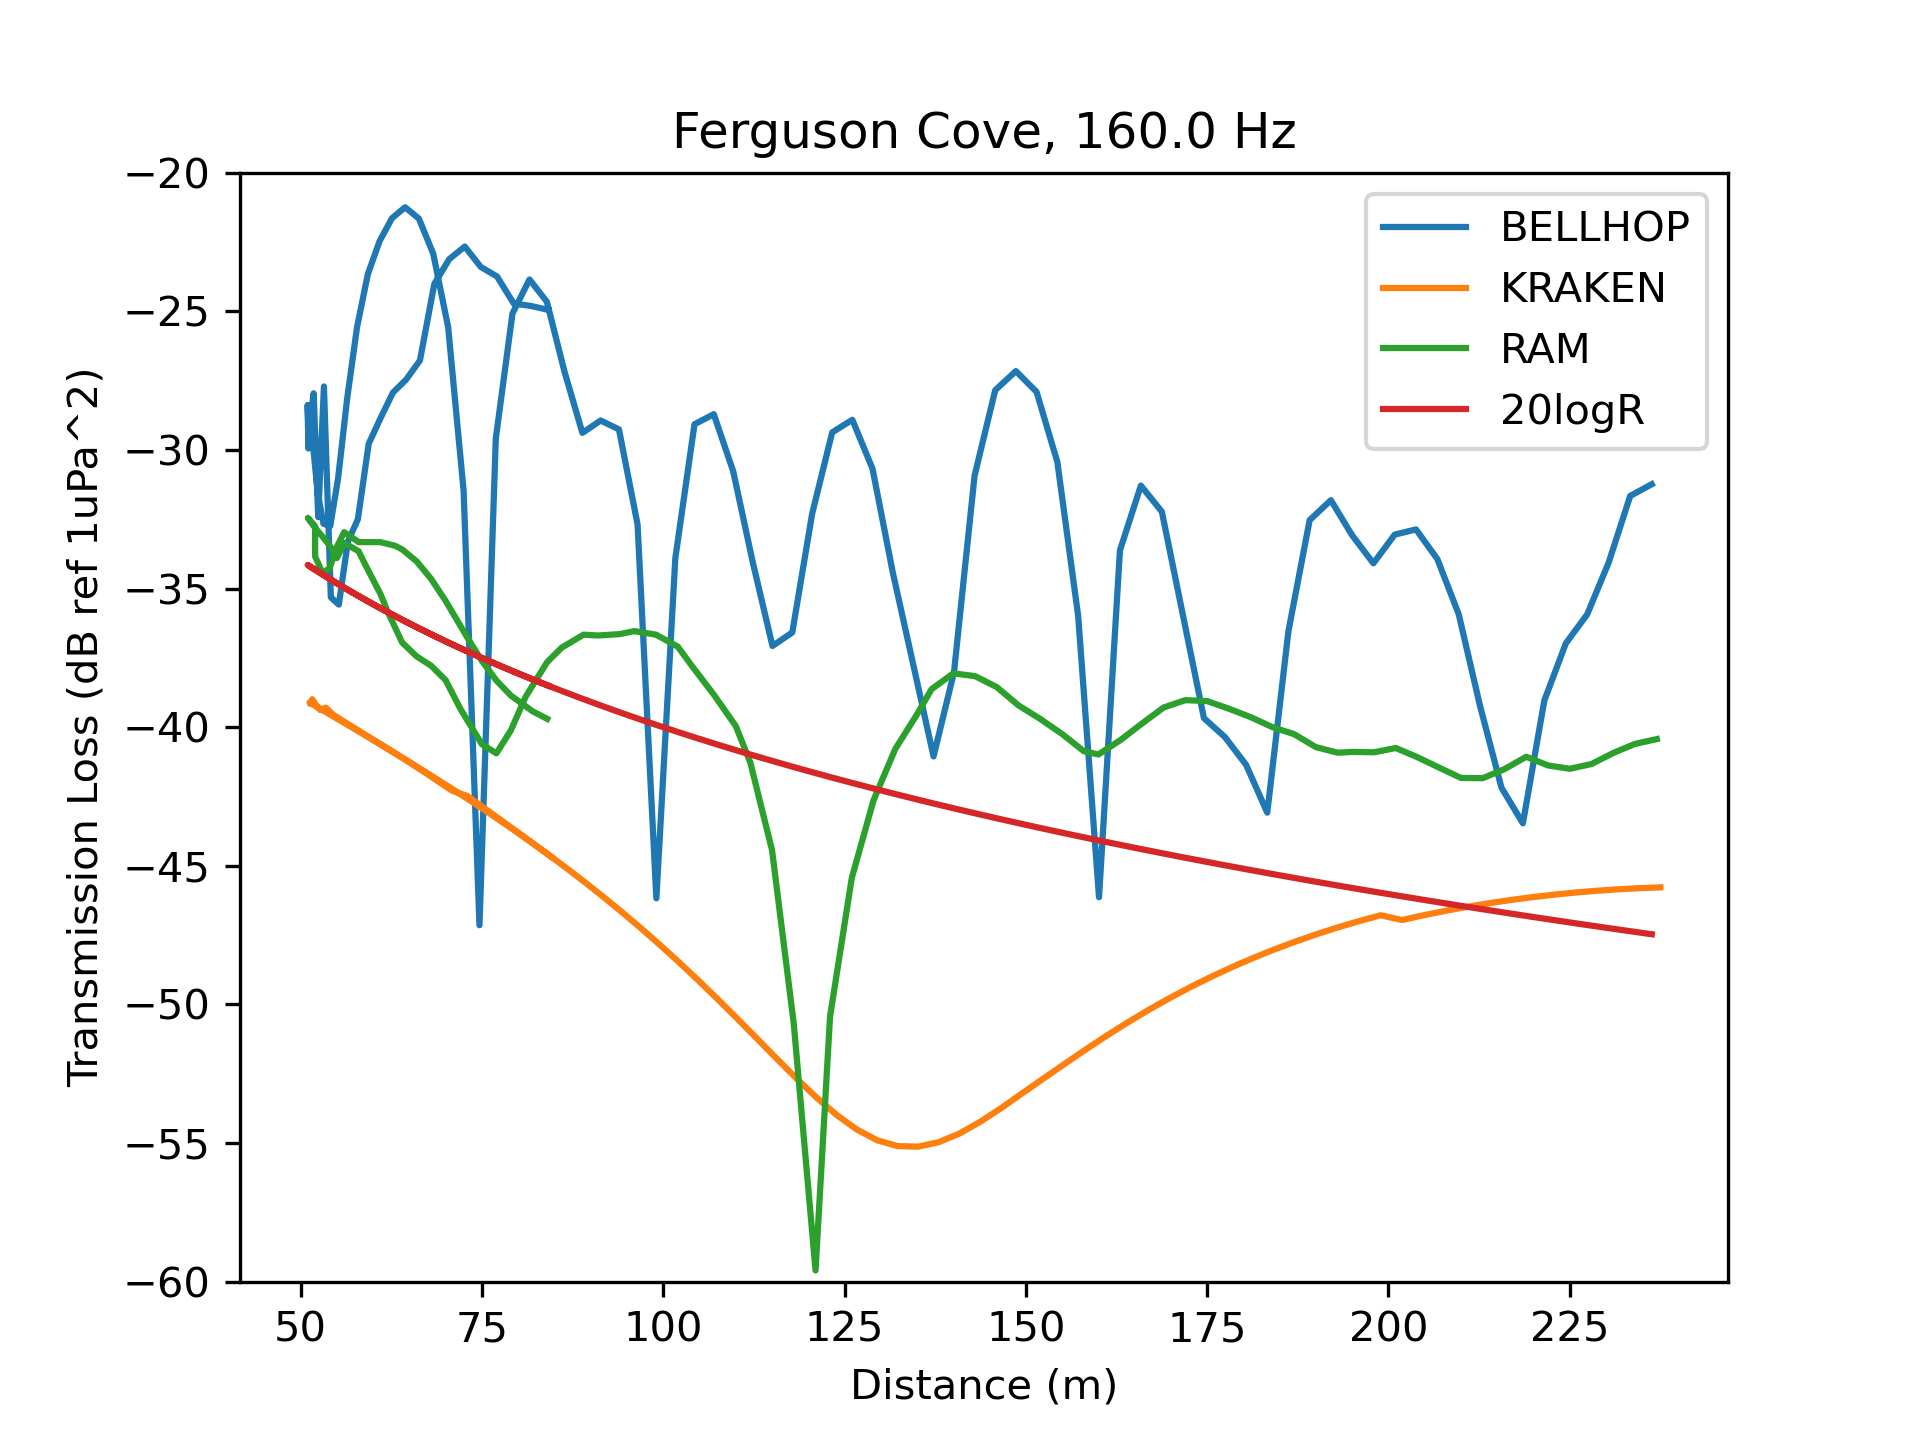 Ferguson Cove, 160.0 Hz
−20
−25
−30
−35
−40
−45
−50
−55
−60
Transmission Loss (dB ref 1uPa^2)
BELLHOP
KRAKEN
RAM
20logR
50 75 100 125 150 175 200 225
Distance (m)